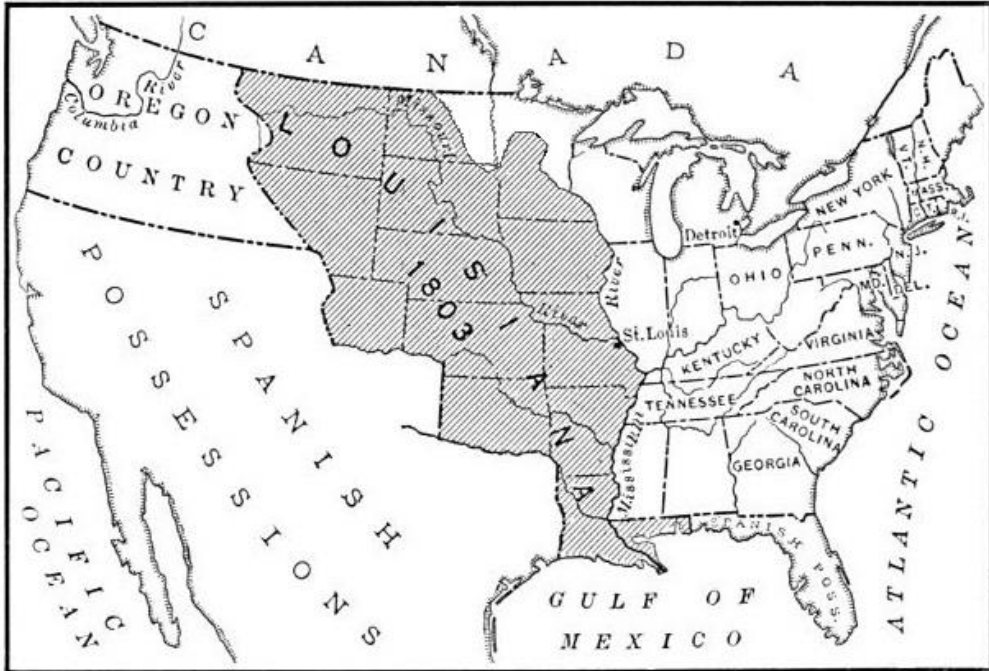 CANADA
OREGON
COUNTRY
Columbia
River
LOUISIANA
1803
Missouri
River
River
Mississippi
St. Louis
Detroit
VT.
N.H.
MASS.
R.I.
NEW YORK
PENN.
N.J.
OHIO
MD.
DEL.
VIRGINIA
KENTUCKY
NORTH
CAROLINA
TENNESSEE
SOUTH
CAROLINA
GEORGIA
SPANISH
POSSESSIONS
SPANISH POSS.
PACIFIC
OCEAN
ATLANTIC OCEAN
GULF OF
MEXICO